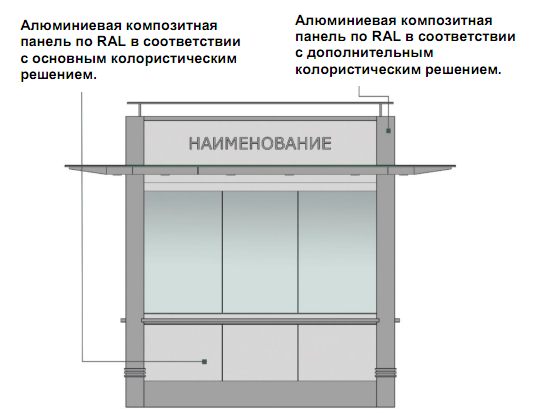 Алюминиевая композитная
панель по RAL в соответствии
с основным колористическим
решением.
Алюминиевая композитная
панель по RAL в соответствии
с дополнительным
колористическим решением.
НАИМЕНОВАНИЕ